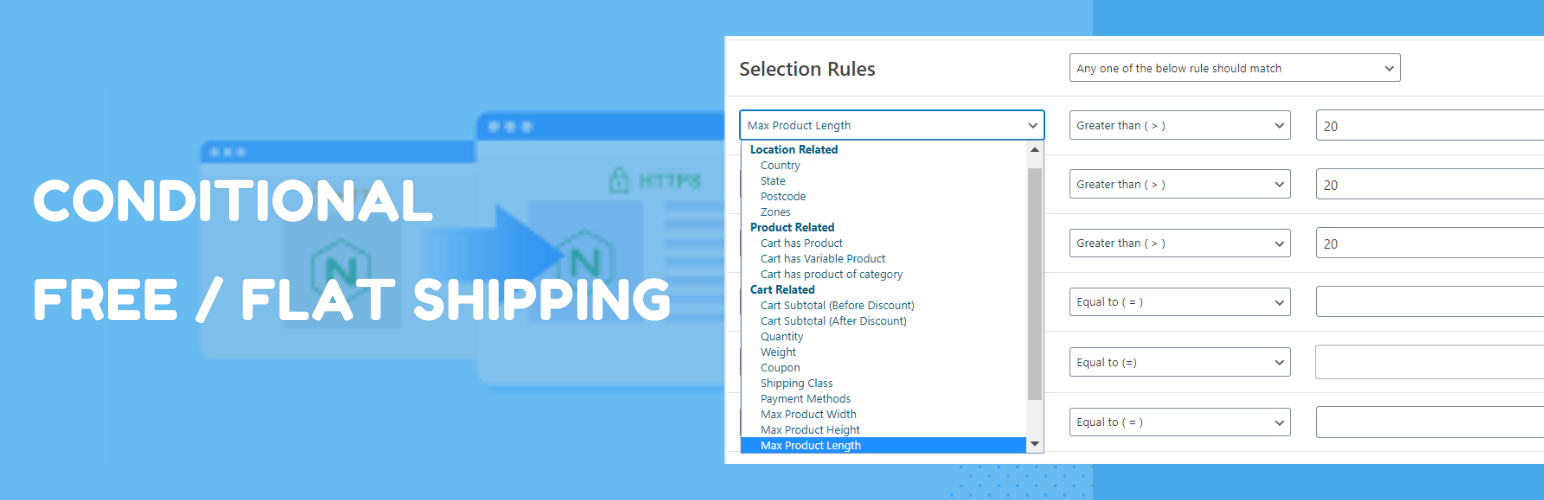 CONDITIONAL
FREE / FLAT SHIPPING
HTTPS
N
N
Selection Rules
Any one of the below rule should match
Max Product Length
Greater than ( > )
20
Location Related
Country
State
Postcode
Zones
Product Related
Cart has Product
Cart has Variable Product
Cart has product of category
Cart Related
Cart Subtotal (Before Discount)
Cart Subtotal (After Discount)
Quantity
Weight
Coupon
Shipping Class
Payment Methods
Max Product Width
Max Product Height
Max Product Length
Greater than ( > )
20
Greater than ( > )
20
Equal to ( = )
Equal to (=)
Equal to ( = )